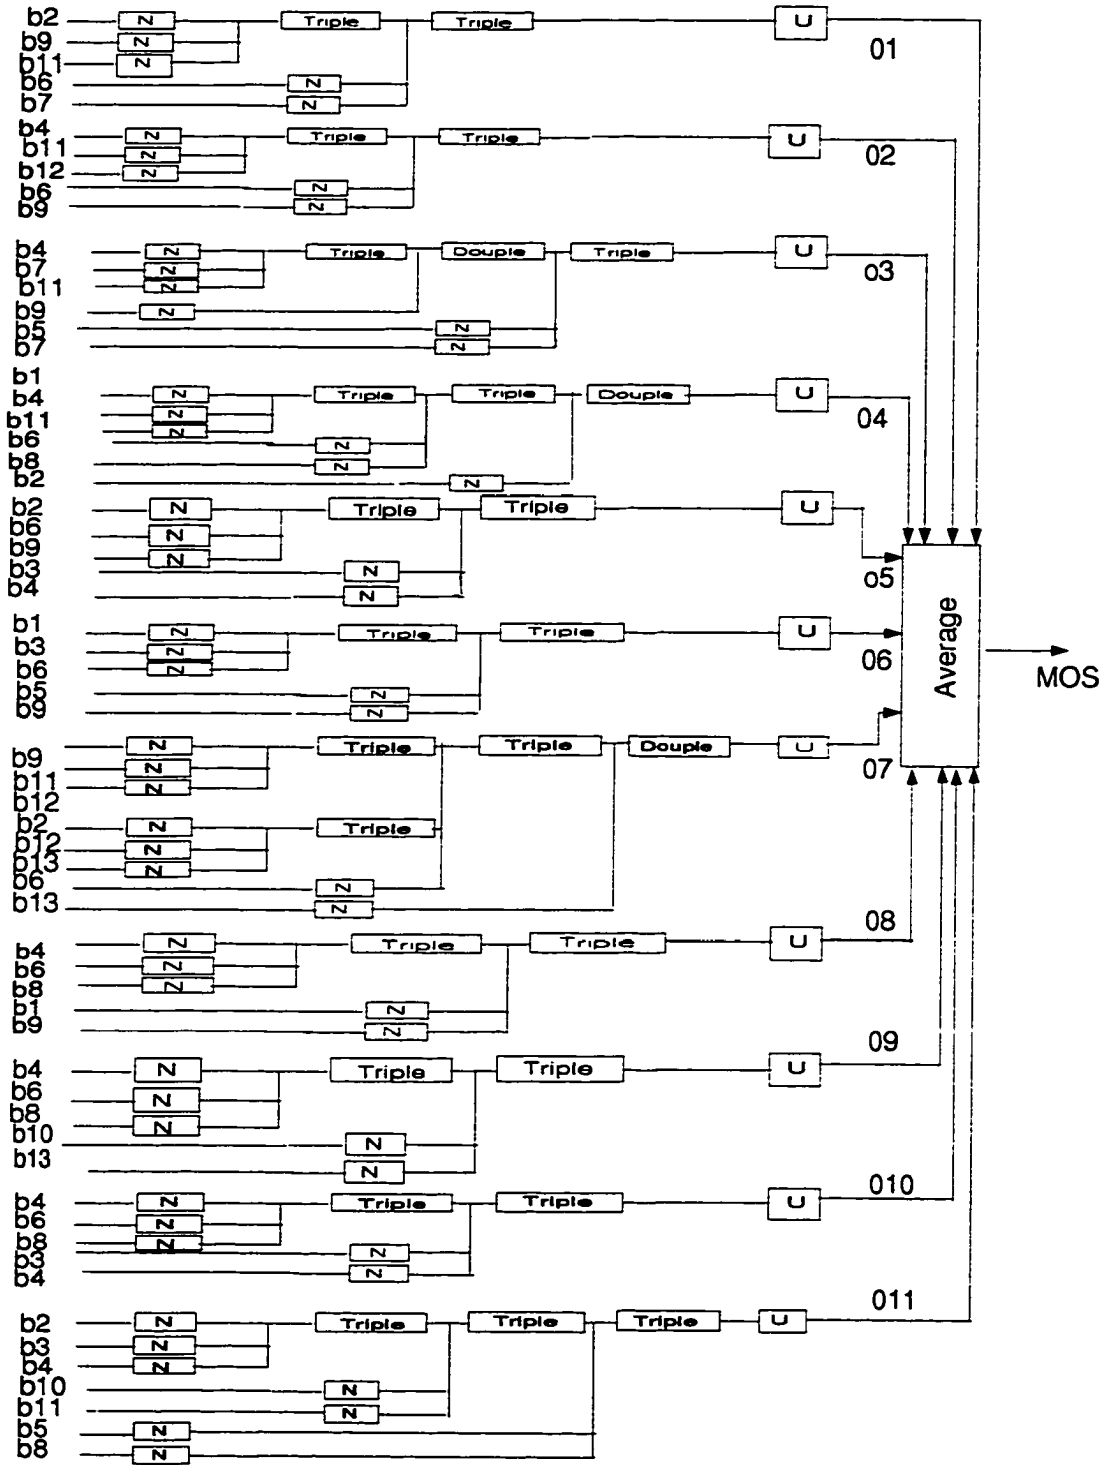 b2 N Triple Triple U
b9 N 01
b11 N
b6 N
b7 N
b4 N Triple Triple U
b11 N 02
b12 N
b6 N
b9 N
b4 N Triple Douple Triple U
b7 N o3
b11 N
b9 N
b5 N
b7 N
b1
b4 N Triple Triple Douple U
b11 N 04
N
b6 N
b8 N
b2 N
b2 N Triple Triple U
b6 N
b9 N
b3 N o5
b4 N
Average
b1 N Triple Triple U
b3 N 06
b6 N
MOS
b5 N
b9 N
N Triple Triple Douple U
b9 N 07
b11 N
b12
b2 N Triple
b12 N
b13 N
b6 N
b13 N
08
b4 N Triple Triple U
b6 N
b8 N
b1 N
b9 N
09
b4 N Triple Triple U
b6 N
b8 N
b10 N
b13 N
010
b4 N Triple Triple U
b6 N
b8 N
b3 N
b4 N
011
b2 N Triple Triple Triple U
b3 N
b4 N
b10 N
b11 N
b5 N
b8 N